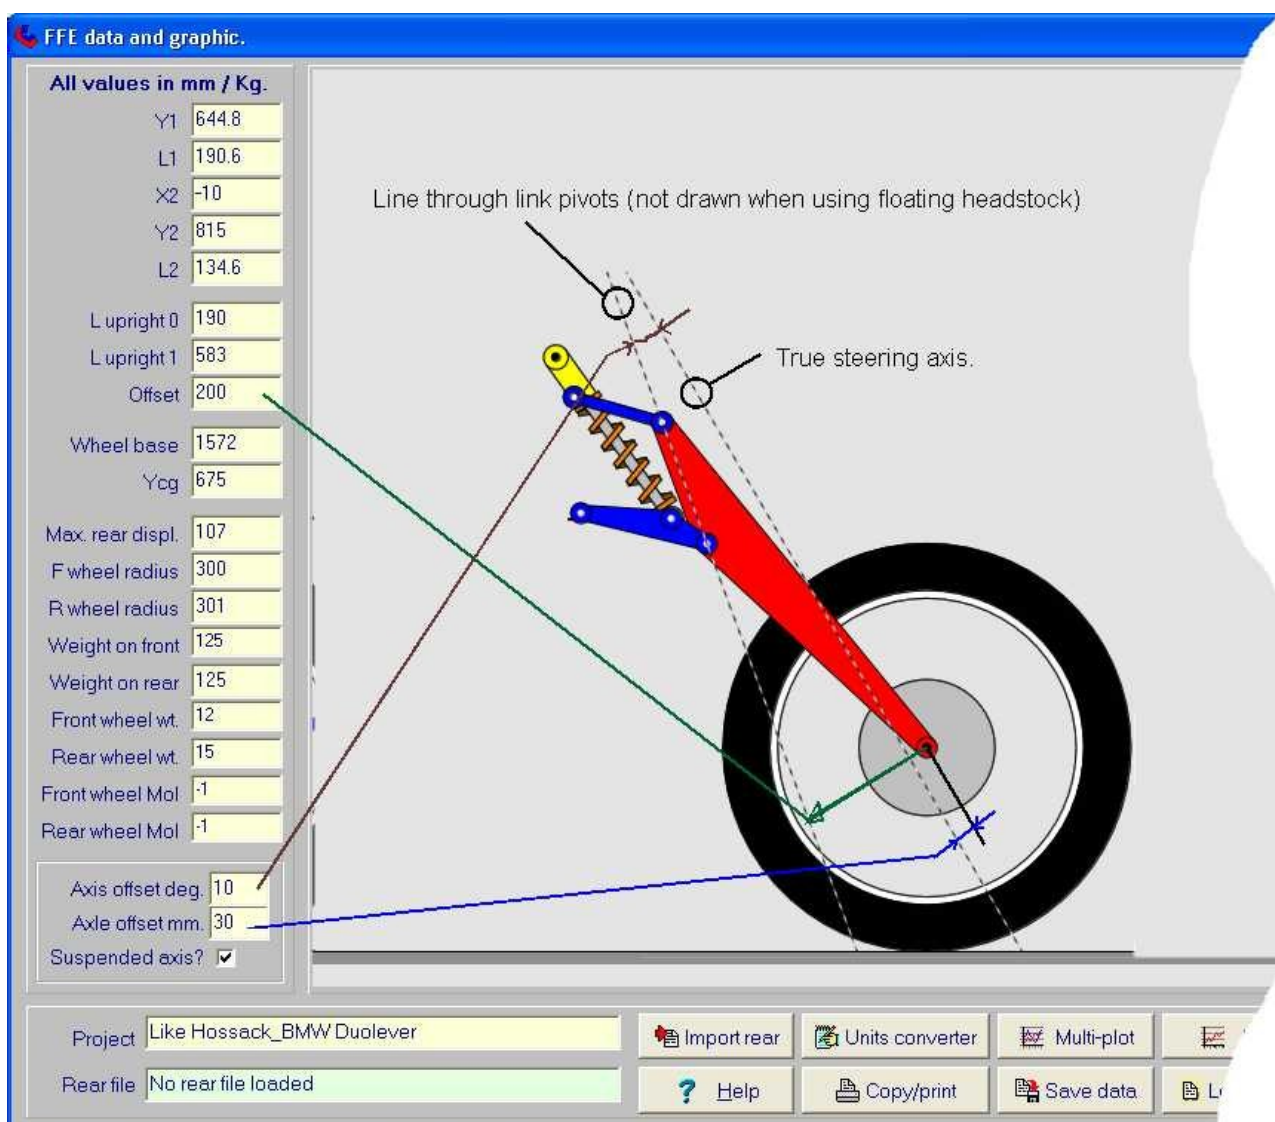 FFE data and graphic.
All values in mm / Kg.
Y1 644.8
L1 190.6
X2 -10
Y2 815
L2 134.6
L upright 0 190
L upright 1 583
Offset 200
Wheel base 1572
Ycg 675
Max. rear displ. 107
F wheel radius 300
R wheel radius 301
Weight on front 125
Weight on rear 125
Front wheel wt. 12
Rear wheel wt. 15
Front wheel MoI -1
Rear wheel MoI -1
Axis offset deg. 10
Axle offset mm. 30
Suspended axis?
Line through link pivots (not drawn when using floating headstock)
True steering axis.
Project Like Hossack_BMW Duolever
Rear file No rear file loaded
Import rear
Units converter
Multi-plot
Help
Copy/print
Save data